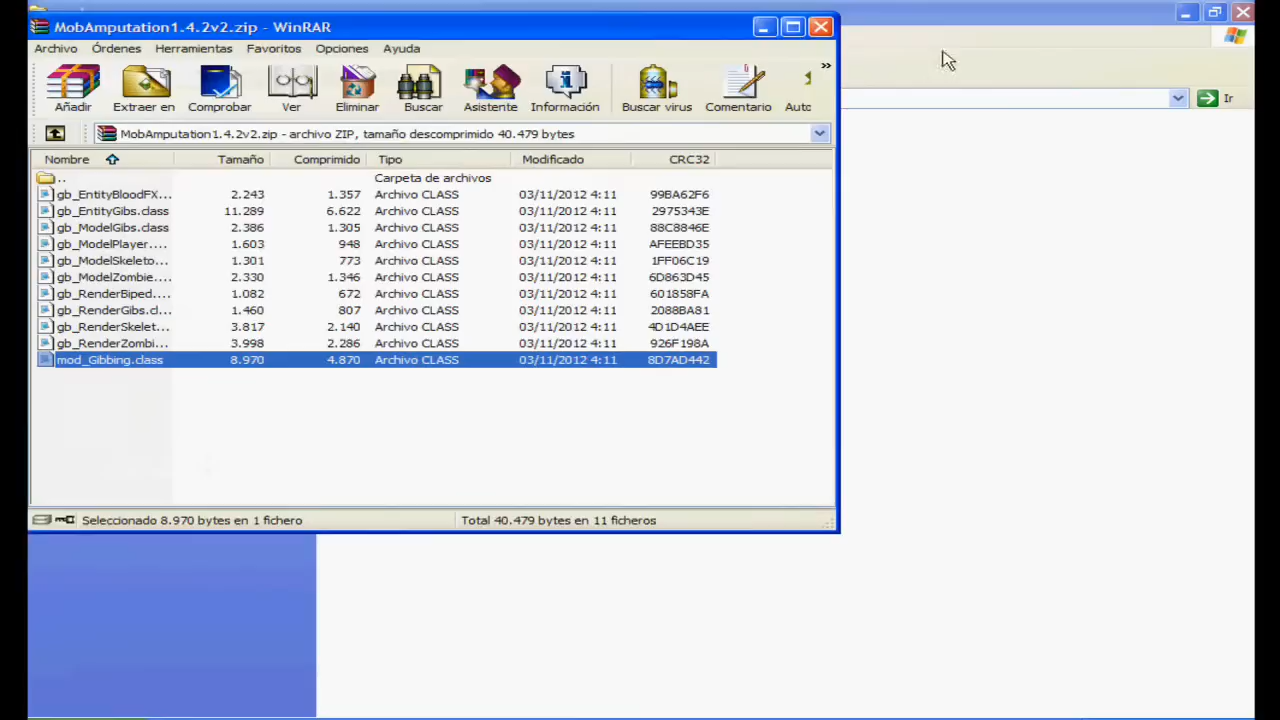 MobAmputation1.4.2v2.zip - WinRAR
Archivo Órdenes Herramientas Favoritos Opciones Ayuda
Añadir Extraer en Comprobar Ver Eliminar Buscar Asistente Información Buscar virus Comentario Auto
»
Ir
MobAmputation1.4.2v2.zip - archivo ZIP, tamaño descomprimido 40.479 bytes
Nombre Tamaño Comprimido Tipo Modificado CRC32
.. Carpeta de archivos
gb_EntityBloodFX... 2.243 1.357 Archivo CLASS 03/11/2012 4:11 99BA62F6
gb_EntityGibs.class 11.289 6.622 Archivo CLASS 03/11/2012 4:11 2975343E
gb_ModelGibs.class 2.386 1.305 Archivo CLASS 03/11/2012 4:11 88C8846E
gb_ModelPlayer.... 1.603 948 Archivo CLASS 03/11/2012 4:11 AFEEBD35
gb_ModelSkeleto... 1.301 773 Archivo CLASS 03/11/2012 4:11 1FF06C19
gb_ModelZombie.... 2.330 1.346 Archivo CLASS 03/11/2012 4:11 6D863D45
gb_RenderBiped.... 1.082 672 Archivo CLASS 03/11/2012 4:11 601858FA
gb_RenderGibs.cl... 1.460 807 Archivo CLASS 03/11/2012 4:11 2088BA81
gb_RenderSkelet... 3.817 2.140 Archivo CLASS 03/11/2012 4:11 4D1D4AEE
gb_RenderZombi... 3.998 2.286 Archivo CLASS 03/11/2012 4:11 926F198A
mod_Gibbing.class 8.970 4.870 Archivo CLASS 03/11/2012 4:11 8D7AD442
Seleccionado 8.970 bytes en 1 fichero Total 40.479 bytes en 11 ficheros